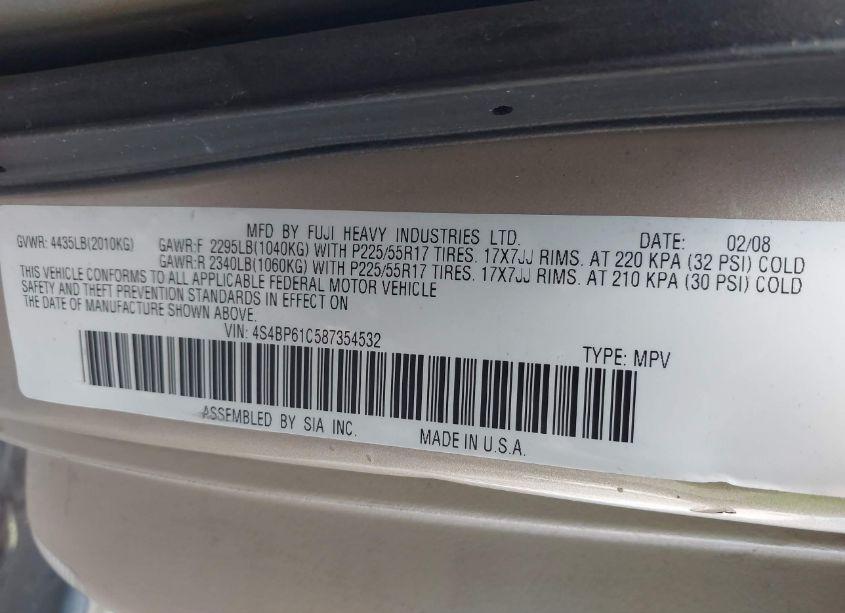 MFD BY FUJI HEAVY INDUSTRIES LTD. DATE: 02/08
GVWR: 4435LB(2010KG) GAWR:F 2295LB(1040KG) WITH P225/55R17 TIRES. 17X7JJ RIMS. AT 220 KPA (32 PSI) COLD
GAWR:R 2340LB(1060KG) WITH P225/55R17 TIRES. 17X7JJ RIMS. AT 210 KPA (30 PSI) COLD
THIS VEHICLE CONFORMS TO ALL APPLICABLE FEDERAL MOTOR VEHICLE
SAFETY AND THEFT PREVENTION STANDARDS IN EFFECT ON
THE DATE OF MANUFACTURE SHOWN ABOVE.
VIN: 4S4BP61C587354532 TYPE: MPV
ASSEMBLED BY SIA INC. MADE IN U.S.A.